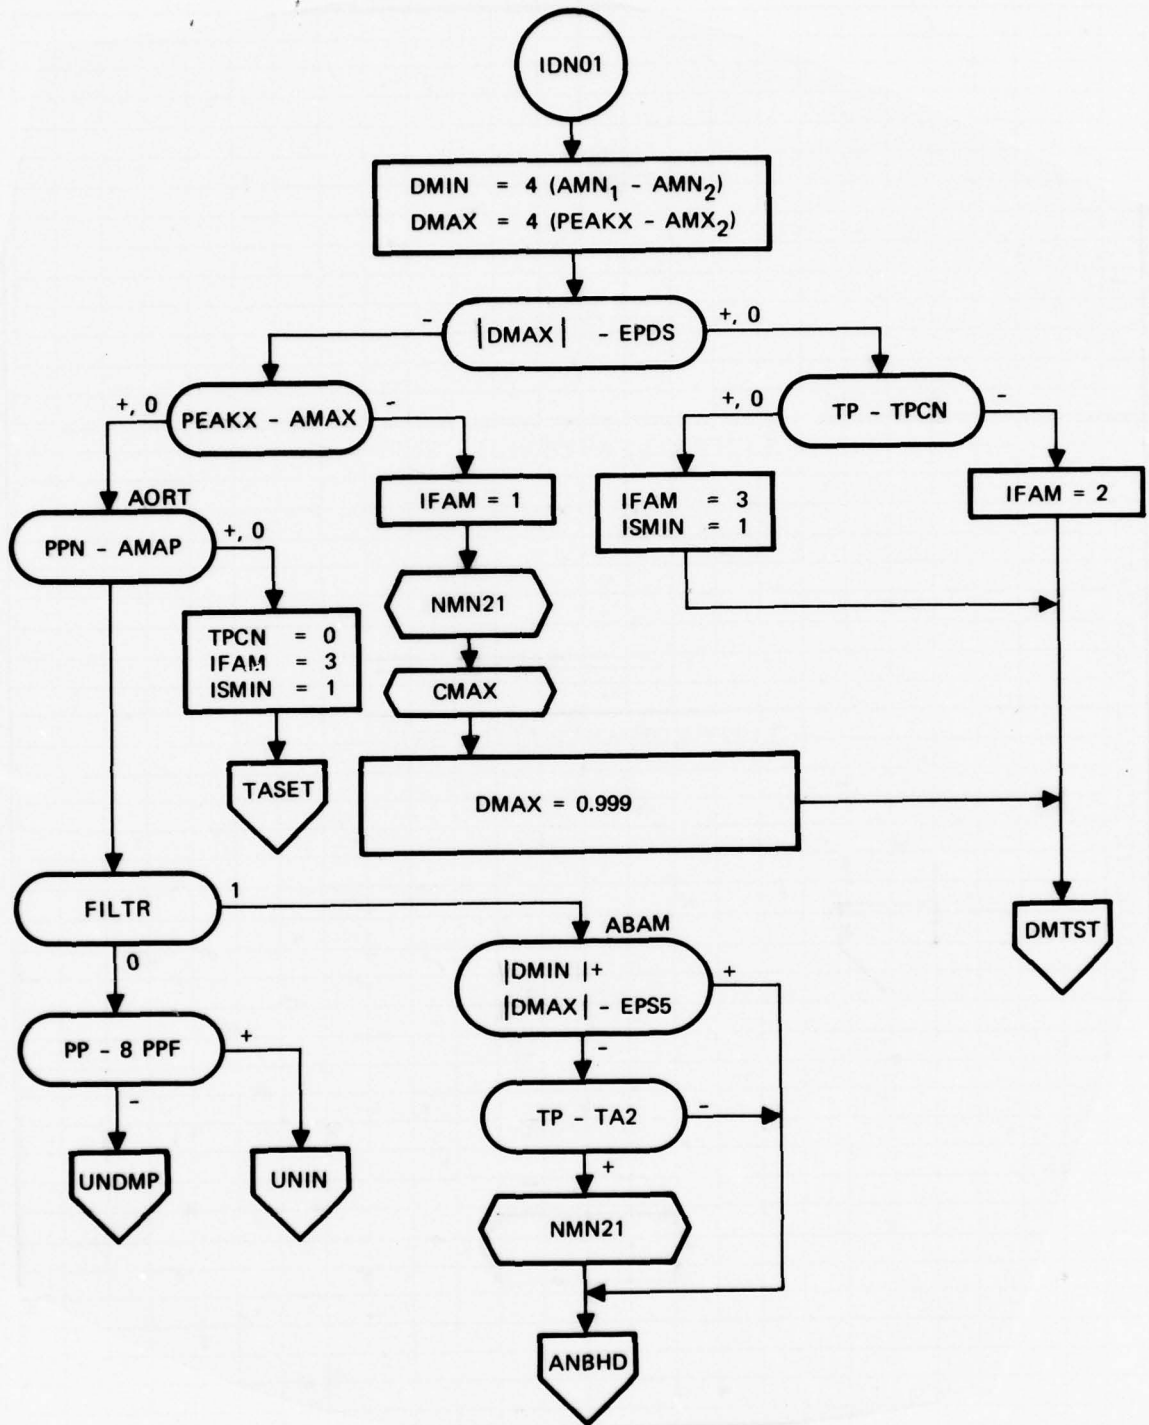 IDN01
DMIN = 4 (AMN₁ - AMN₂)
DMAX = 4 (PEAKX - AMX₂)
- |DMAX| - EPDS +, 0
+, 0 PEAKX - AMAX -
+, 0 TP - TPCN -
IFAM = 1
IFAM = 3
ISMIN = 1
IFAM = 2
AORT
PPN - AMAP +, 0
NMN21
TPCN = 0
IFAM = 3
ISMIN = 1
CMAX
TASET
DMAX = 0.999
FILTR 1
0
DMTST
ABAM
|DMIN| +
|DMAX| - EPS5
+
-
PP - 8 PPF +
-
TP - TA2 -
+
UNDMP
UNIN
NMN21
ANBHD